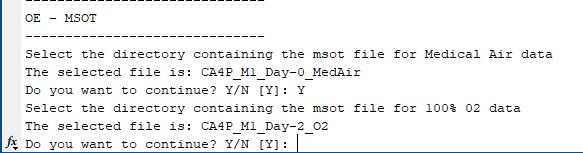 ------------------------------
OE - MSOT
------------------------------
Select the directory containing the msot file for Medical Air data
The selected file is: CA4P_M1_Day-0_MedAir
Do you want to continue? Y/N [Y]: Y
Select the directory containing the msot file for 100% O2 data
The selected file is: CA4P_M1_Day-2_O2
fx Do you want to continue? Y/N [Y]: